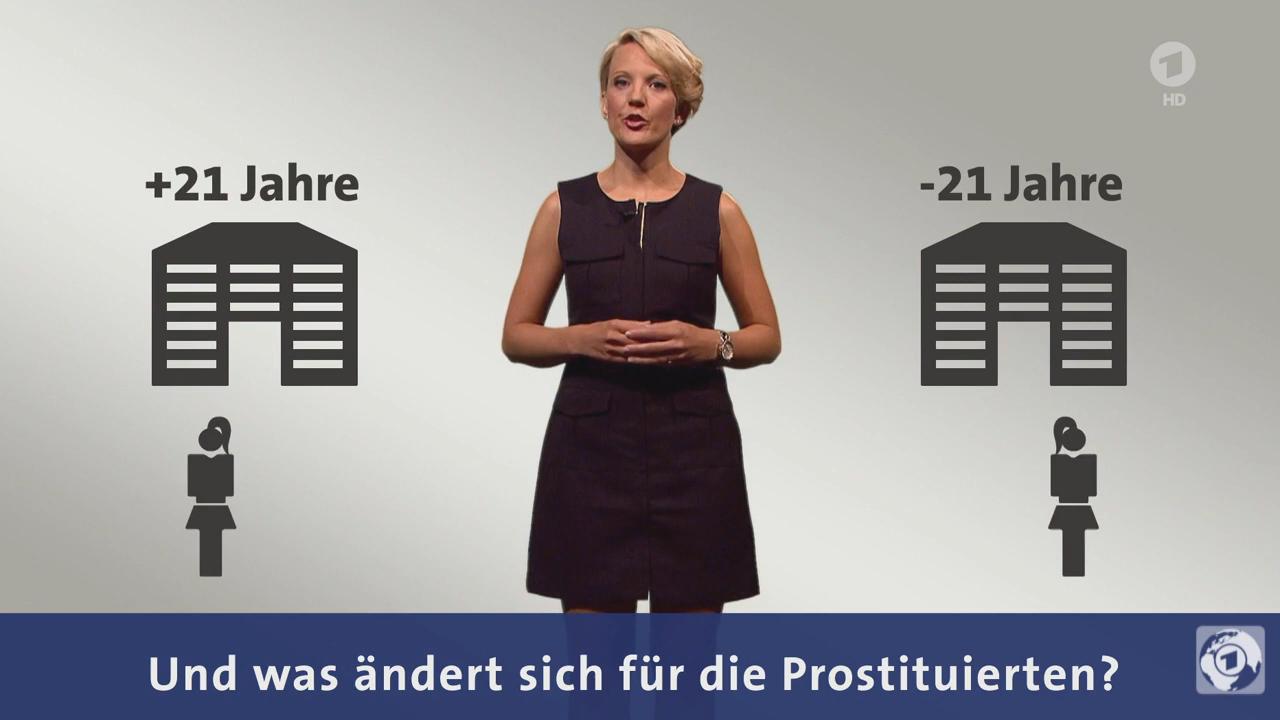 HD
+21 Jahre
-21 Jahre
Und was ändert sich für die Prostituierten?